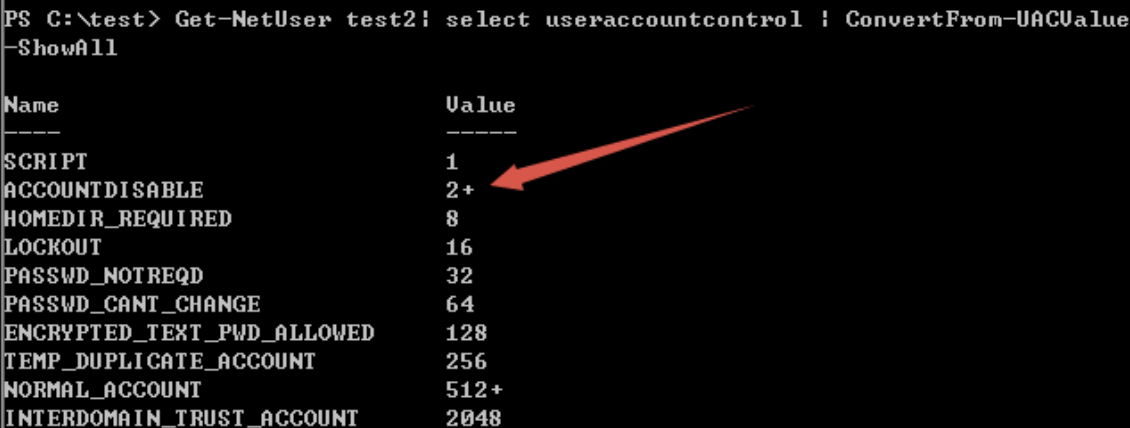 PS C:\test> Get-NetUser test2| select useraccountcontrol | ConvertFrom-UACValue
-ShowAll
Name Value
---- -----
SCRIPT 1
ACCOUNTDISABLE 2+
HOMEDIR_REQUIRED 8
LOCKOUT 16
PASSWD_NOTREQD 32
PASSWD_CANT_CHANGE 64
ENCRYPTED_TEXT_PWD_ALLOWED 128
TEMP_DUPLICATE_ACCOUNT 256
NORMAL_ACCOUNT 512+
INTERDOMAIN_TRUST_ACCOUNT 2048